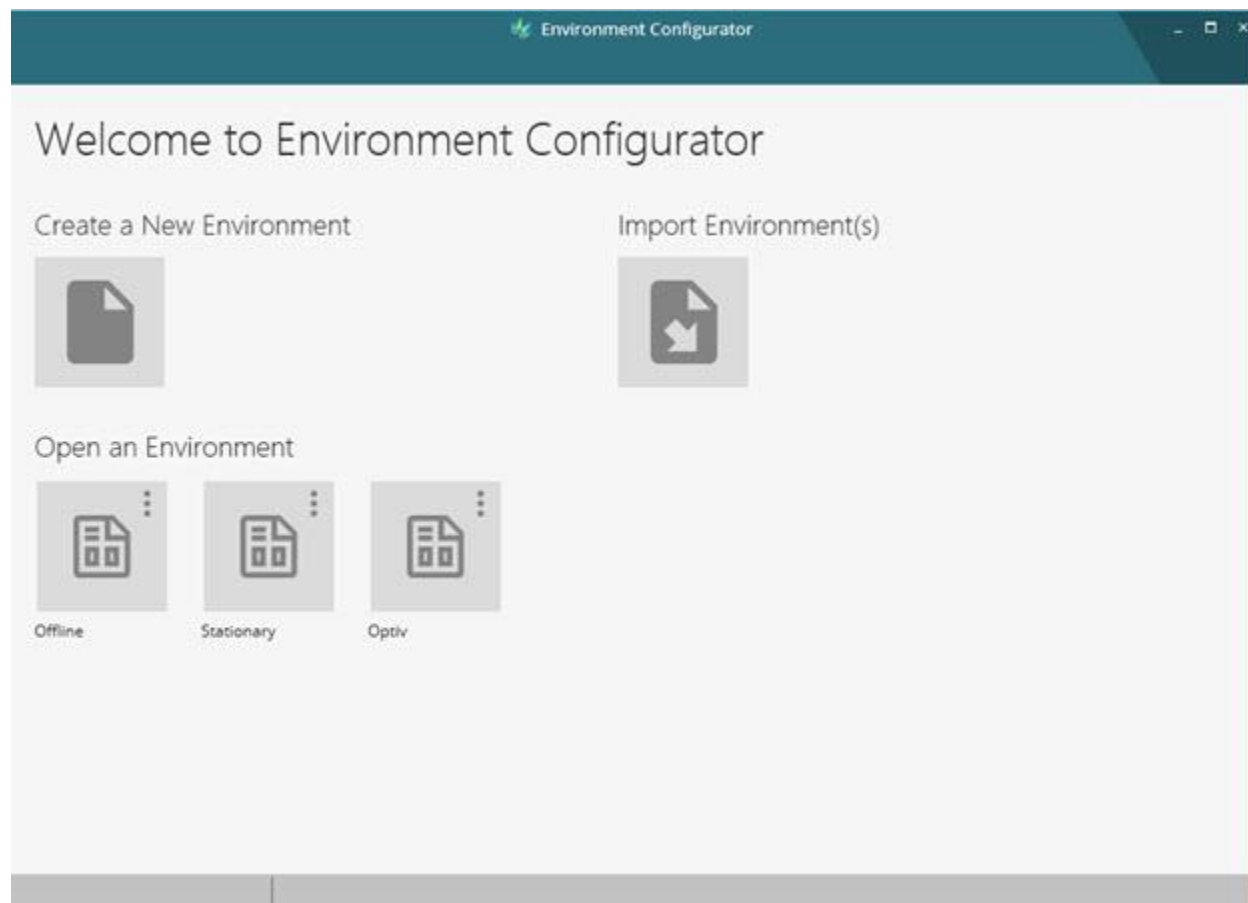 Environment Configurator
Welcome to Environment Configurator
Create a New Environment
Import Environment(s)
Open an Environment
Offline
Stationary
Optiv